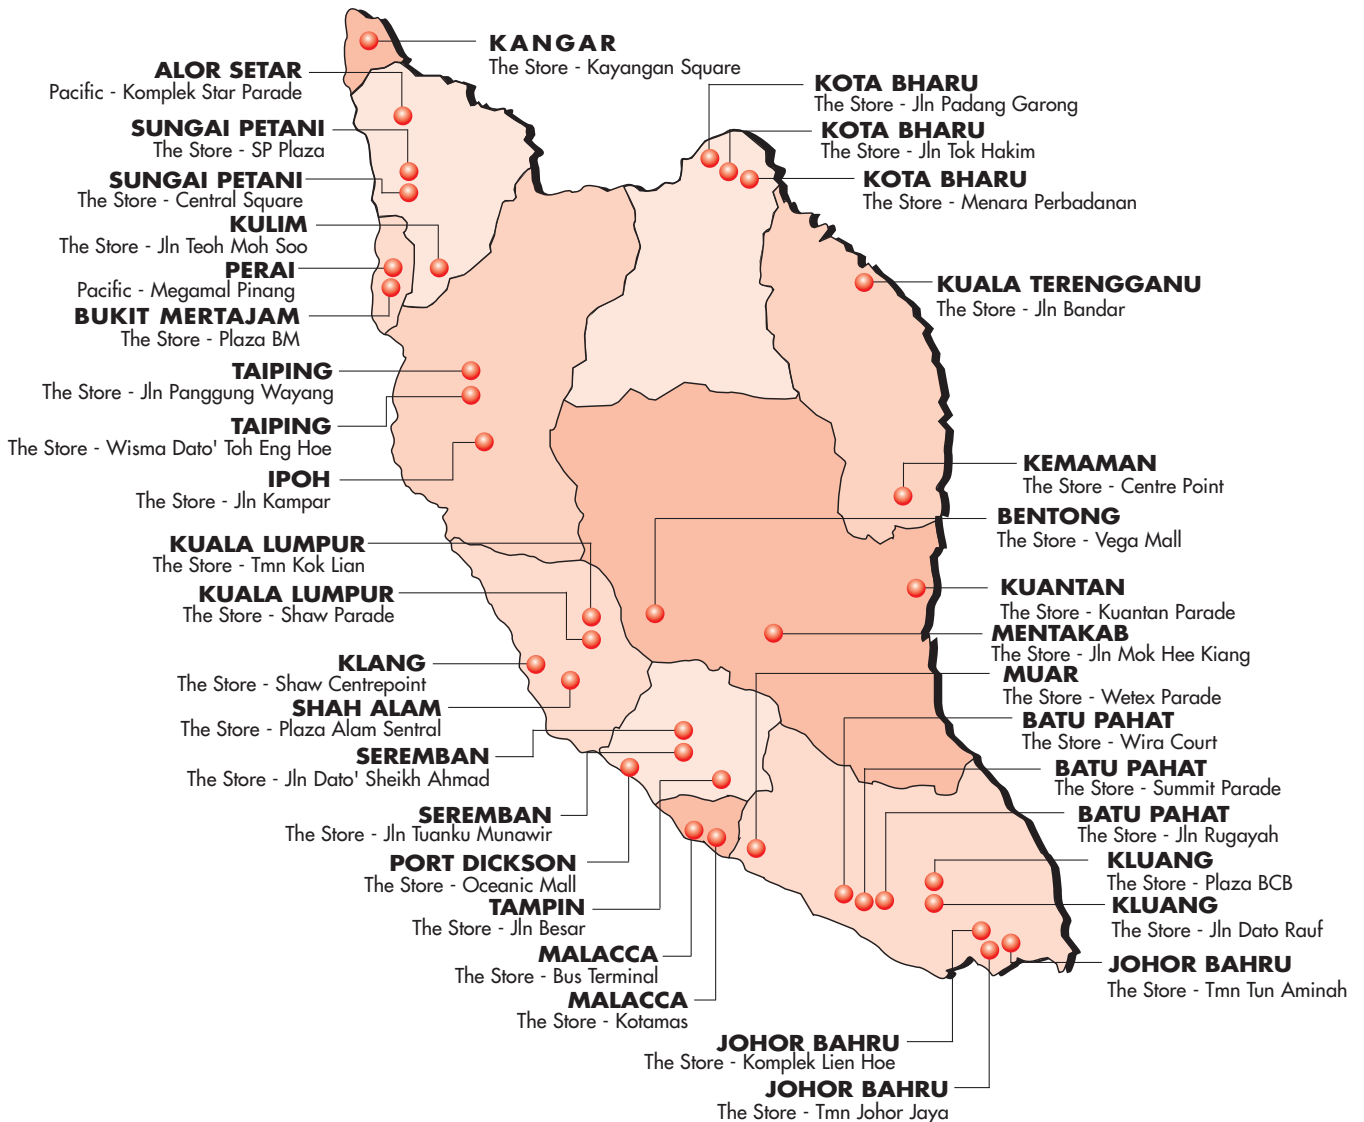 KANGAR
The Store - Kayangan Square
ALOR SETAR
Pacific - Komplek Star Parade
SUNGAI PETANI
The Store - SP Plaza
SUNGAI PETANI
The Store - Central Square
KULIM
The Store - Jln Teoh Moh Soo
PERAI
Pacific - Megamal Pinang
BUKIT MERTAJAM
The Store - Plaza BM
TAIPING
The Store - Jln Panggung Wayang
TAIPING
The Store - Wisma Dato' Toh Eng Hoe
IPOH
The Store - Jln Kampar
KUALA LUMPUR
The Store - Tmn Kok Lian
KUALA LUMPUR
The Store - Shaw Parade
KLANG
The Store - Shaw Centrepoint
SHAH ALAM
The Store - Plaza Alam Sentral
SEREMBAN
The Store - Jln Dato' Sheikh Ahmad
SEREMBAN
The Store - Jln Tuanku Munawir
PORT DICKSON
The Store - Oceanic Mall
TAMPIN
The Store - Jln Besar
MALACCA
The Store - Bus Terminal
MALACCA
The Store - Kotamas
JOHOR BAHRU
The Store - Komplek Lien Hoe
JOHOR BAHRU
The Store - Tmn Johor Jaya
KOTA BHARU
The Store - Jln Padang Garong
KOTA BHARU
The Store - Jln Tok Hakim
KOTA BHARU
The Store - Menara Perbadanan
KUALA TERENGGANU
The Store - Jln Bandar
KEMAMAN
The Store - Centre Point
BENTONG
The Store - Vega Mall
KUANTAN
The Store - Kuantan Parade
MENTAKAB
The Store - Jln Mok Hee Kiang
MUAR
The Store - Wetex Parade
BATU PAHAT
The Store - Wira Court
BATU PAHAT
The Store - Summit Parade
BATU PAHAT
The Store - Jln Rugayah
KLUANG
The Store - Plaza BCB
KLUANG
The Store - Jln Dato Rauf
JOHOR BAHRU
The Store - Tmn Tun Aminah